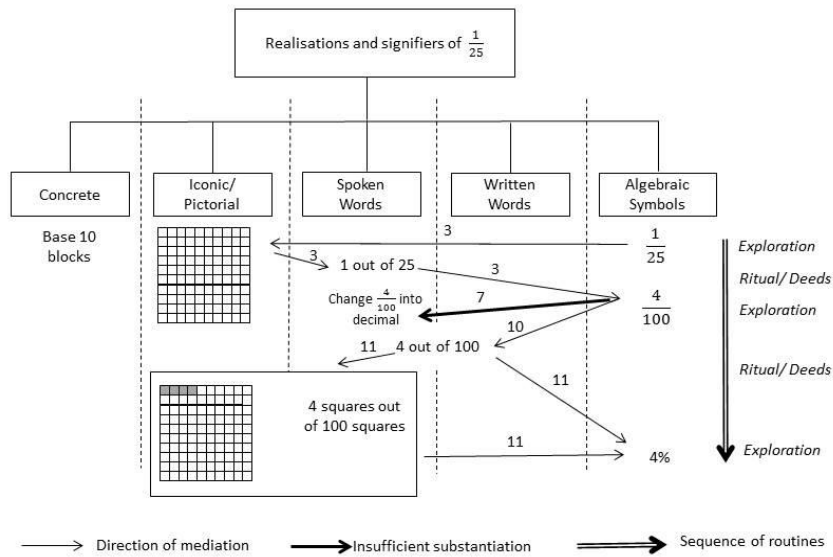 Realisations and signifiers of 1/25
Concrete
Iconic/
Pictorial
Spoken
Words
Written
Words
Algebraic
Symbols
Base 10
blocks
3
1/25
Exploration
3
1 out of 25
3
Ritual/ Deeds
Change 4/100 into
decimal
7
4/100
Exploration
10
11
4 out of 100
11
Ritual/ Deeds
4 squares out
of 100 squares
11
4%
Exploration
Direction of mediation
Insufficient substantiation
Sequence of routines